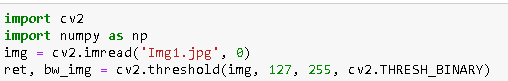 import cv2
import numpy as np
img = cv2.imread('Img1.jpg', 0)
ret, bw_img = cv2.threshold(img, 127, 255, cv2.THRESH_BINARY)